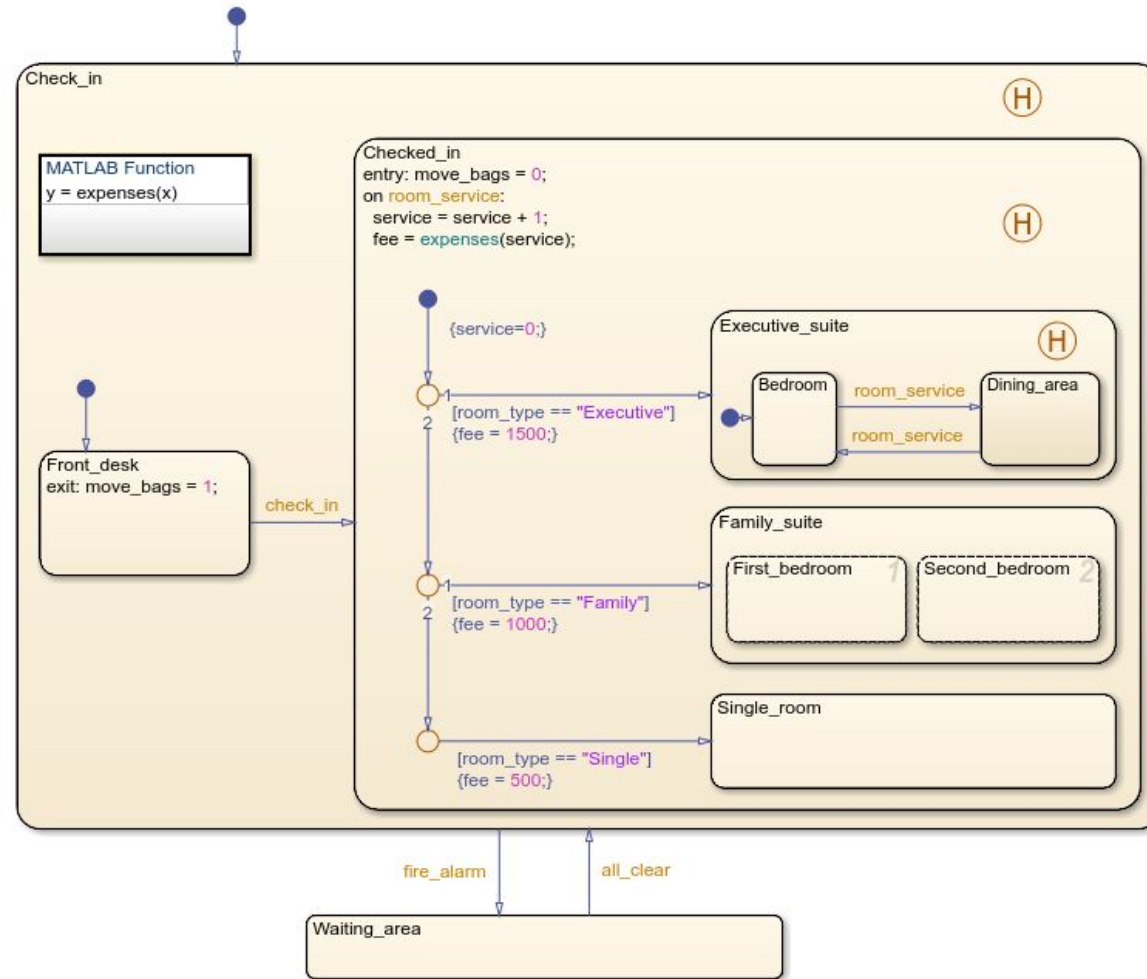 Check_in
H
MATLAB Function
y = expenses(x)
Checked_in
entry: move_bags = 0;
on room_service:
service = service + 1;
fee = expenses(service);
H
{service=0;}
Executive_suite
H
1
2
[room_type == "Executive"]
{fee = 1500;}
Bedroom
room_service
room_service
Dining_area
Front_desk
exit: move_bags = 1;
check_in
Family_suite
First_bedroom 1
Second_bedroom 2
1
2
[room_type == "Family"]
{fee = 1000;}
Single_room
[room_type == "Single"]
{fee = 500;}
fire_alarm
all_clear
Waiting_area